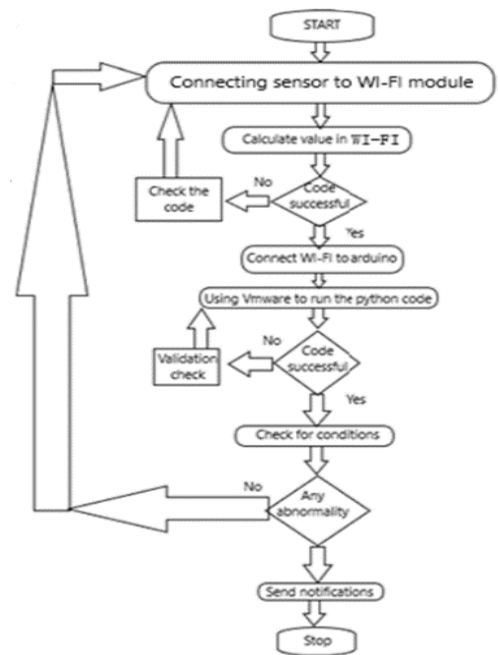 START
Connecting sensor to WI-FI module
Calculate value in WI-FI
No
Code
successful
Check the
code
Yes
Connect WI-FI to arduino
Using Vmware to run the python code
No
Code
successful
Validation
check
Yes
Check for conditions
No
Any
abnormality
Send notifications
Stop